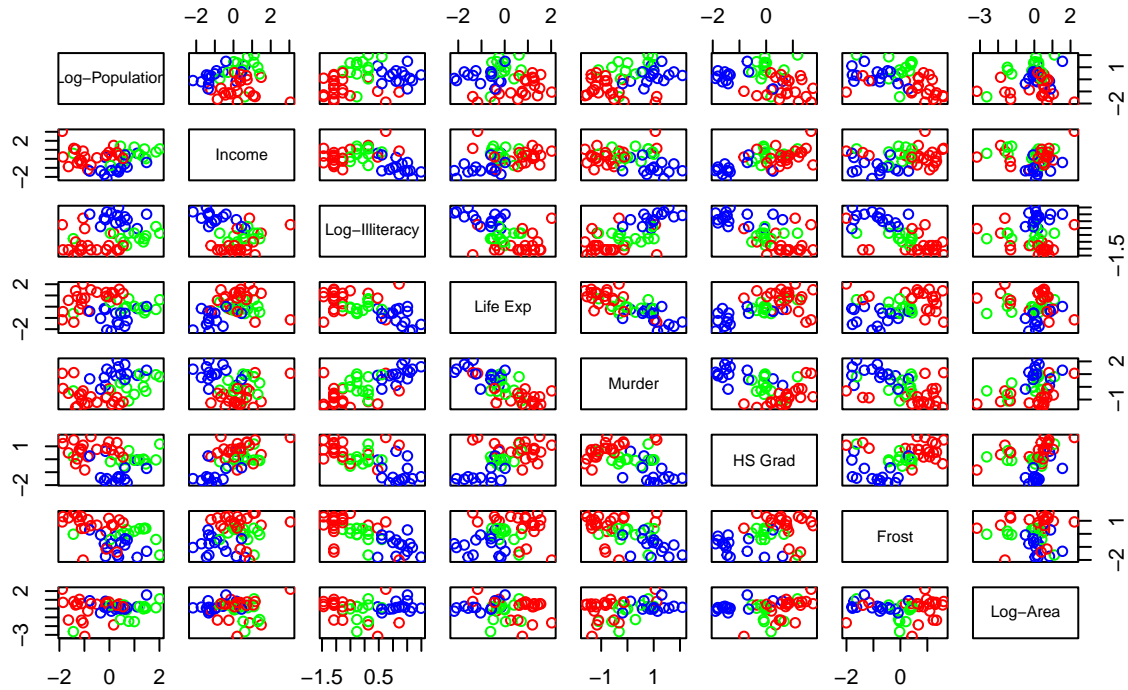 −2 0 2 −2 0 2 −2 0 −3 0 2
Log−Population
−2 1
−2 2
Income
Log−Illiteracy
−1.5
−2 2
Life Exp
Murder
−1 2
−2 1
HS Grad
Frost
−2 1
−3 2
Log−Area
−2 0 2 −1.5 0.5 −1 1 −2 0